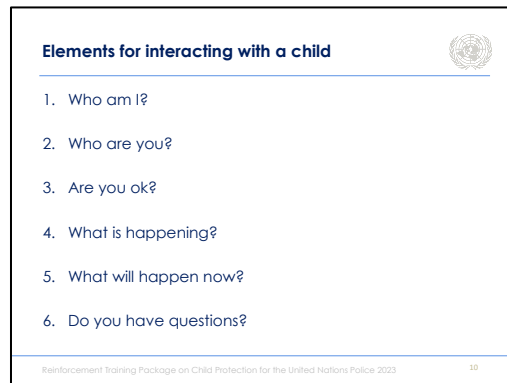 Elements for interacting with a child
1. Who am I?
2. Who are you?
3. Are you ok?
4. What is happening?
5. What will happen now?
6. Do you have questions?
Reinforcement Training Package on Child Protection for the United Nations Police 2023
10